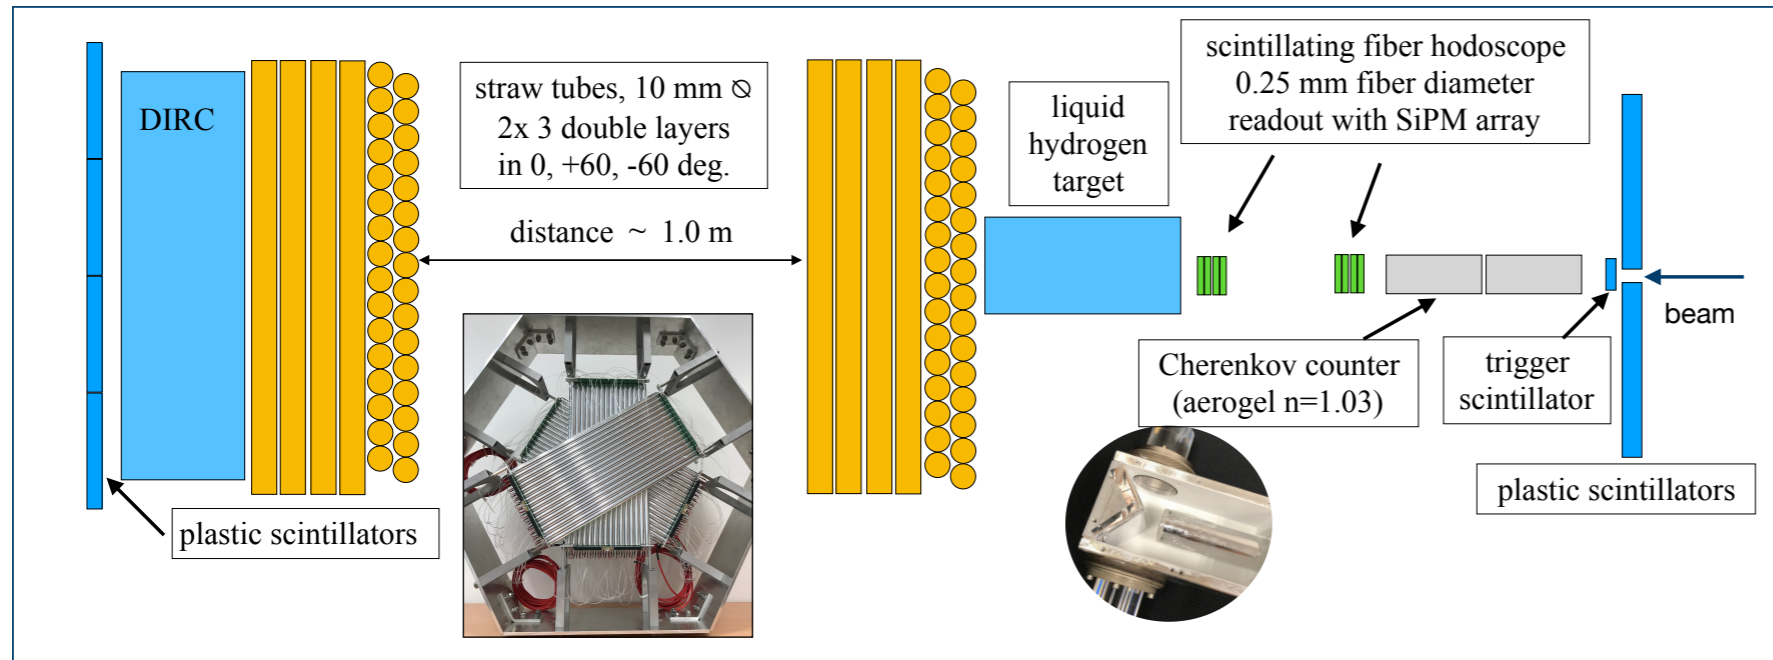 DIRC
straw tubes, 10 mm ⦰
2x 3 double layers
in 0, +60, -60 deg.
distance ~ 1.0 m
liquid
hydrogen
target
scintillating fiber hodoscope
0.25 mm fiber diameter
readout with SiPM array
beam
Cherenkov counter
(aerogel n=1.03)
trigger
scintillator
plastic scintillators
plastic scintillators